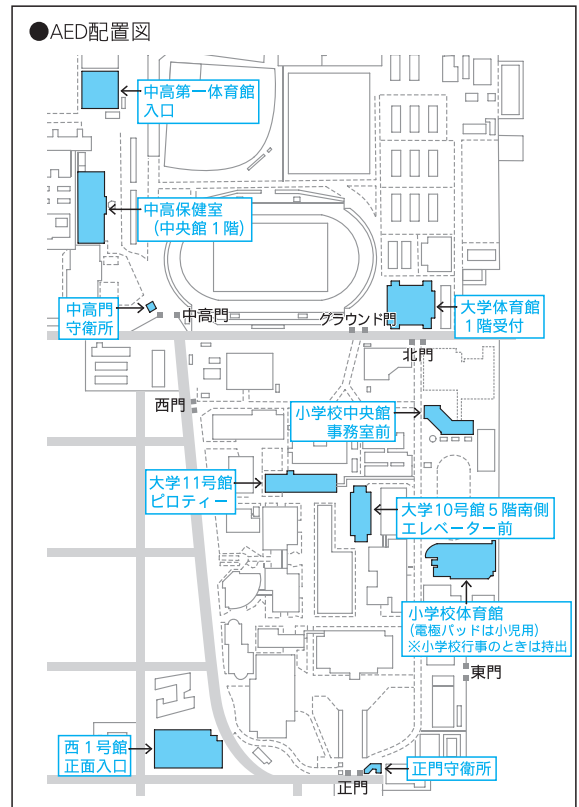 ●AED配置図
中高第一体育館
入口
中高保健室
(中央館1階)
中高門
守衛所
中高門
グラウンド門
大学体育館
1階受付
北門
西門
小学校中央館
事務室前
大学11号館
ピロティー
大学10号館5階南側
エレベーター前
小学校体育館
(電極パッドは小児用)
※小学校行事のときは持出
東門
西1号館
正面入口
正門守衛所
正門